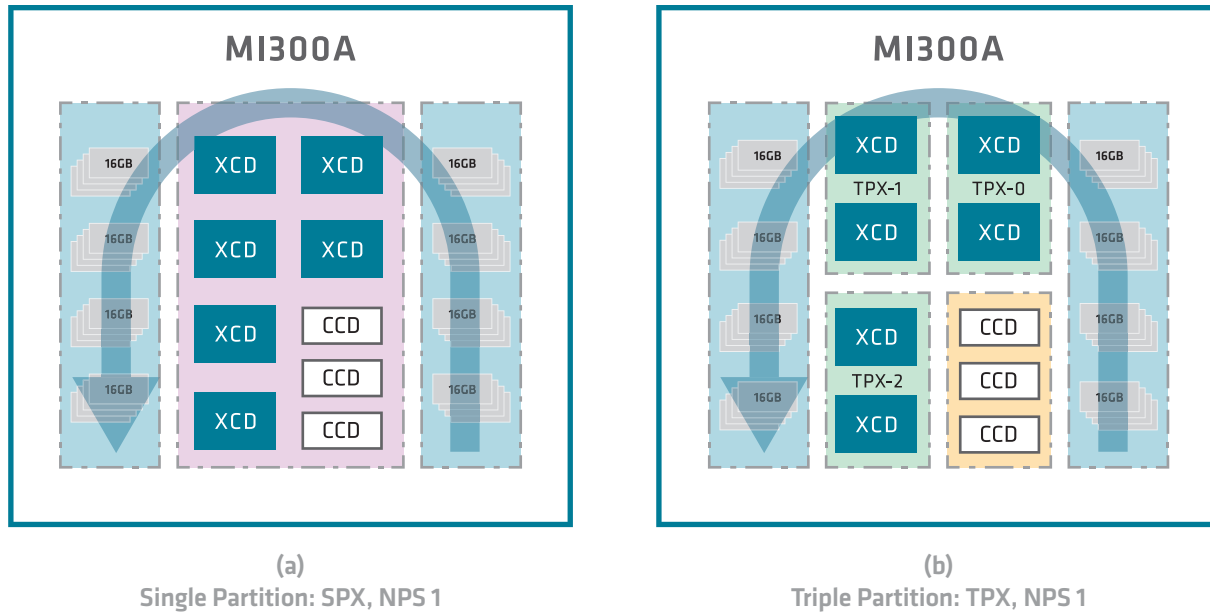 MI300A
16GB
XCD XCD
16GB
16GB
XCD XCD
16GB
16GB
XCD
CCD
16GB
CCD
16GB
XCD
16GB
CCD
(a)
Single Partition: SPX, NPS 1
MI300A
16GB
XCD XCD
16GB
TPX-1 TPX-0
16GB
XCD XCD
16GB
16GB
XCD
CCD
16GB
TPX-2
CCD
16GB
XCD
CCD
16GB
(b)
Triple Partition: TPX, NPS 1